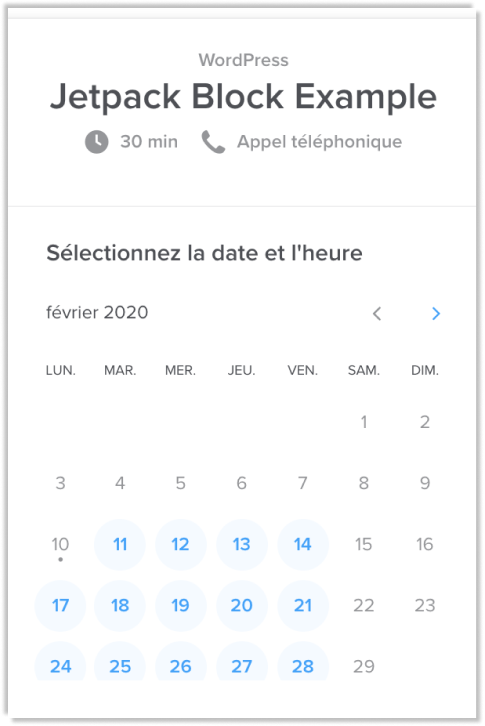 WordPress
Jetpack Block Example
30 min Appel téléphonique
Sélectionnez la date et l'heure
février 2020
LUN. MAR. MER. JEU. VEN. SAM. DIM.
1 2
3 4 5 6 7 8 9
10 11 12 13 14 15 16
17 18 19 20 21 22 23
24 25 26 27 28 29